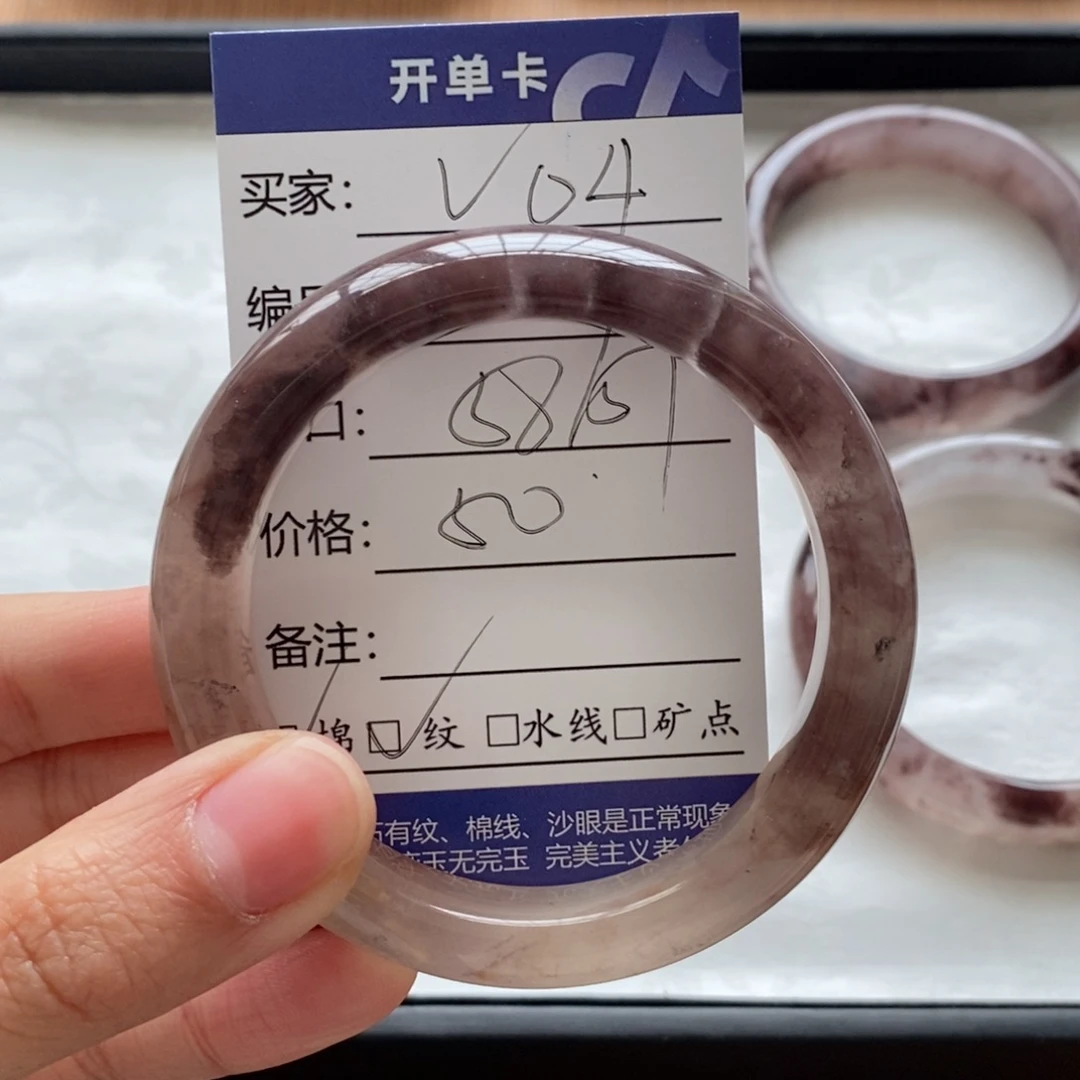 开单卡
买家: V04
编
口: 58/51
价格: 50
备注:
棉 □纹 □水线 □矿点
有纹、棉线、沙眼是正常现象
玉无完玉 完美主义者